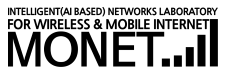 INTELLIGENT(AI BASED) NETWORKS LABORATORY
FOR WIRELESS & MOBILE INTERNET
MONET